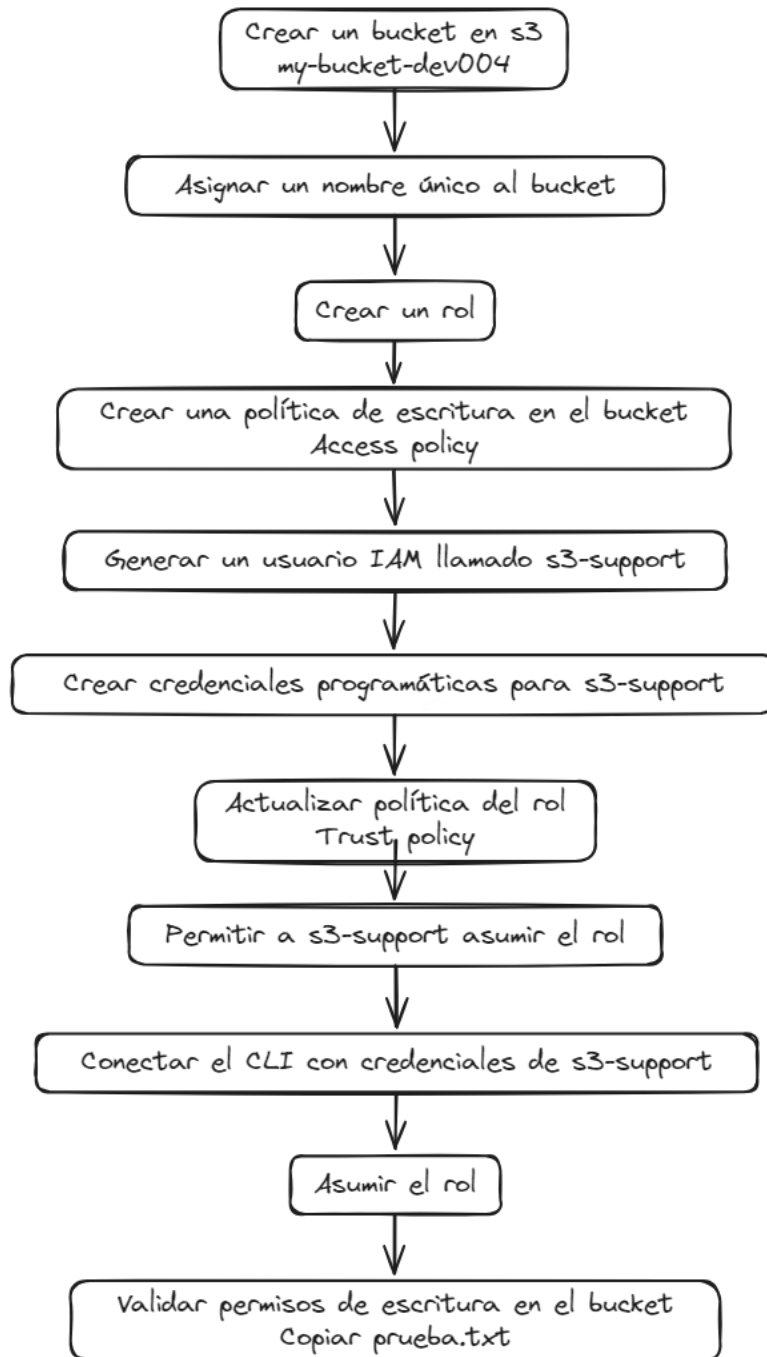 Crear un bucket en s3
my-bucket-dev004
Asignar un nombre único al bucket
Crear un rol
Crear una política de escritura en el bucket
Access policy
Generar un usuario IAM llamado s3-support
Crear credenciales programáticas para s3-support
Actualizar política del rol
Trust policy
Permitir a s3-support asumir el rol
Conectar el CLI con credenciales de s3-support
Asumir el rol
Validar permisos de escritura en el bucket
Copiar prueba.txt